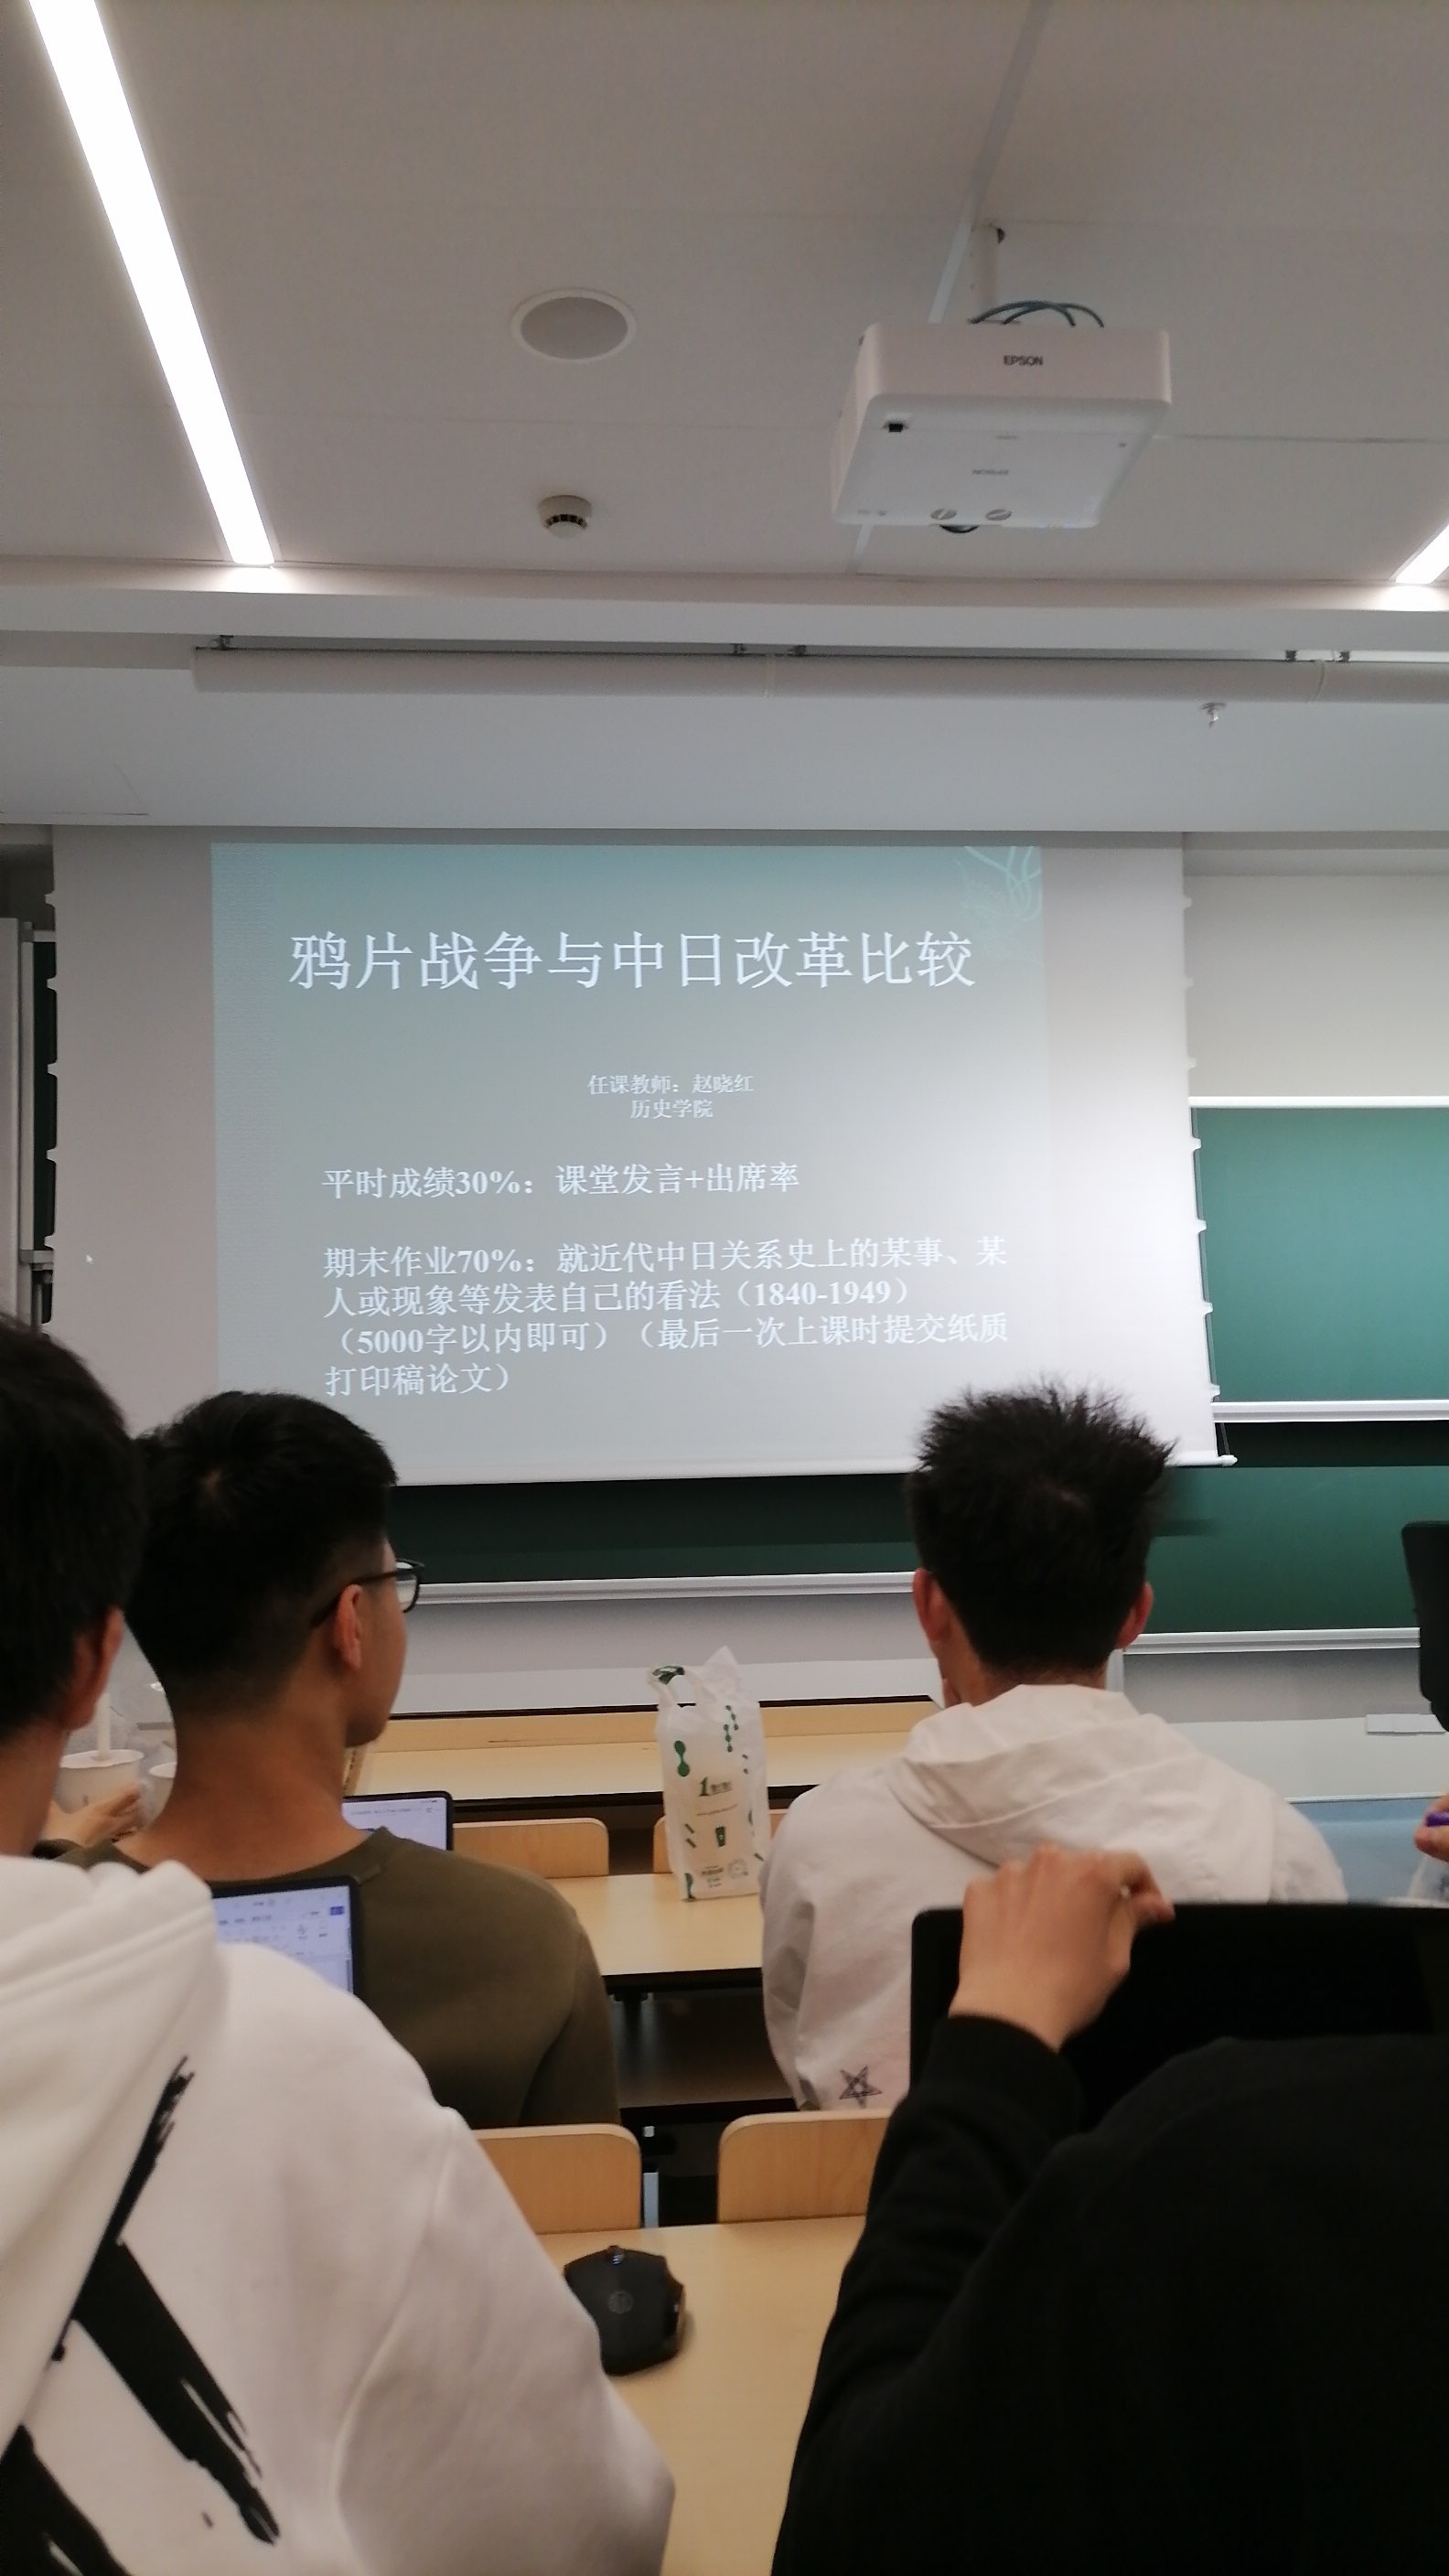 EPSON
鸦片战争与中日改革比较
任课教师：赵晓红
历史学院
平时成绩30%：课堂发言+出席率
期末作业70%：就近代中日关系史上的某事、某
人或现象等发表自己的看法（1840-1949）
（5000字以内即可）（最后一次上课时提交纸质
打印稿论文）